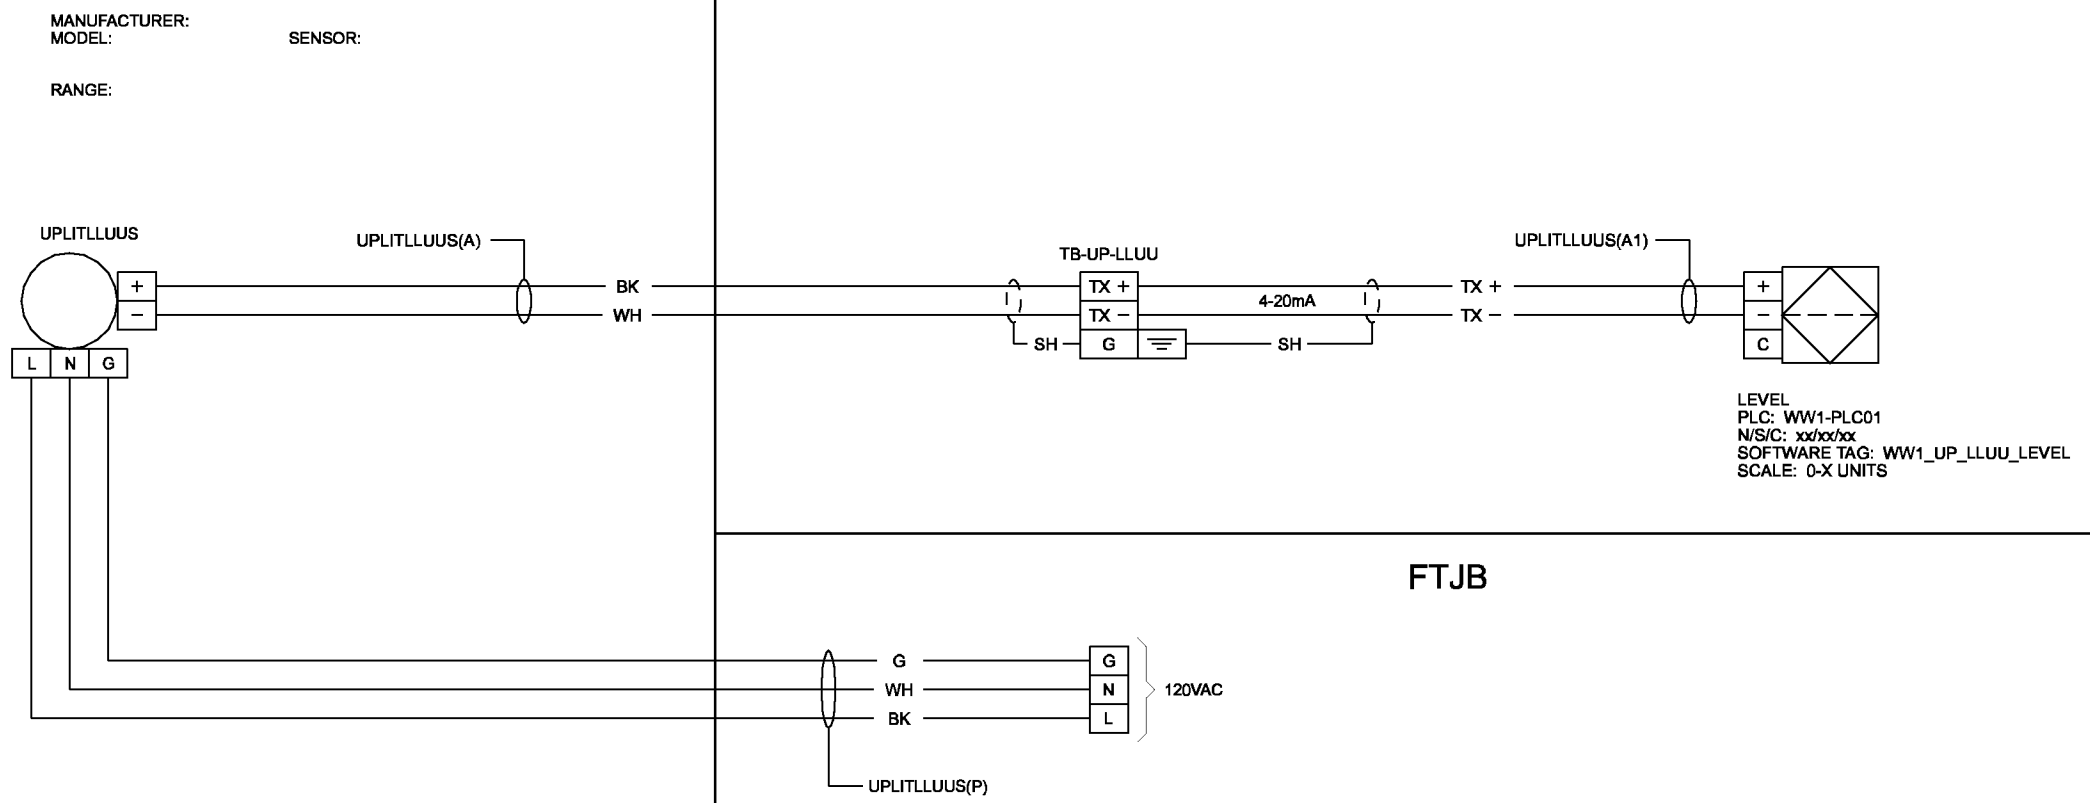 MANUFACTURER:
MODEL: SENSOR:
RANGE:
UPLITLLUUS
UPLITLLUUS(A)
TB-UP-LLUU
UPLITLLUUS(A1)
+ BK TX + TX + +
4-20mA
− WH TX − TX − −
SH G SH C
L N G
LEVEL
PLC: WW1-PLC01
N/S/C: xx/xx/xx
SOFTWARE TAG: WW1_UP_LLUU_LEVEL
SCALE: 0-X UNITS
FTJB
G G
WH N 120VAC
BK L
UPLITLLUUS(P)